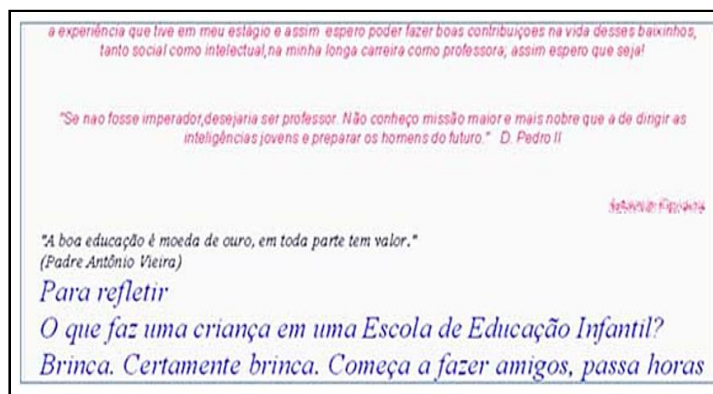 a experiência que tive em meu estágio e assim espero poder fazer boas contribuições na vida desses baixinhos,
tanto social como intelectual,na minha longa carreira como professora, assim espero que seja!
"Se nao fosse imperador,desejaria ser professor. Não conheço missão maior e mais nobre que a de dirigir as
inteligências jovens e preparar os homens do futuro." D. Pedro II
"A boa educação é moeda de ouro, em toda parte tem valor."
(Padre Antônio Vieira)
Para refletir
O que faz uma criança em uma Escola de Educação Infantil?
Brinca. Certamente brinca. Começa a fazer amigos, passa horas